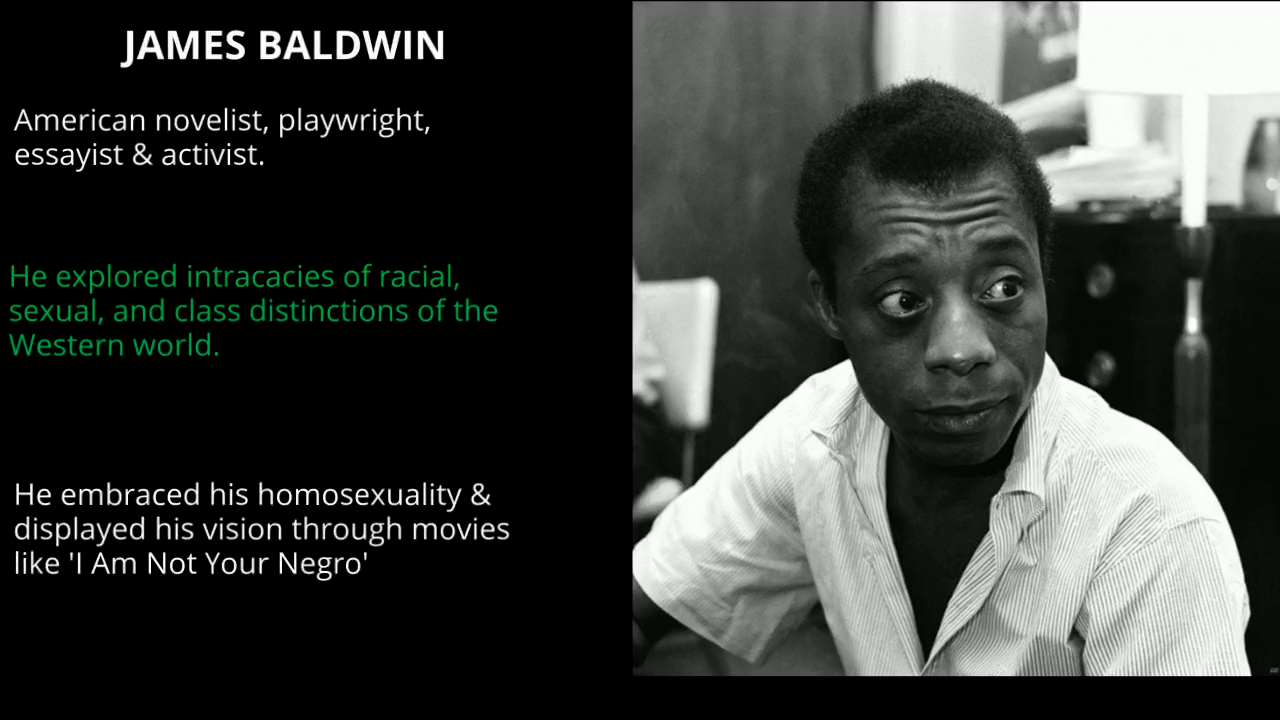 JAMES BALDWIN
American novelist, playwright,
essayist & activist.
He explored intracacies of racial,
sexual, and class distinctions of the
Western world.
He embraced his homosexuality &
displayed his vision through movies
like 'I Am Not Your Negro'